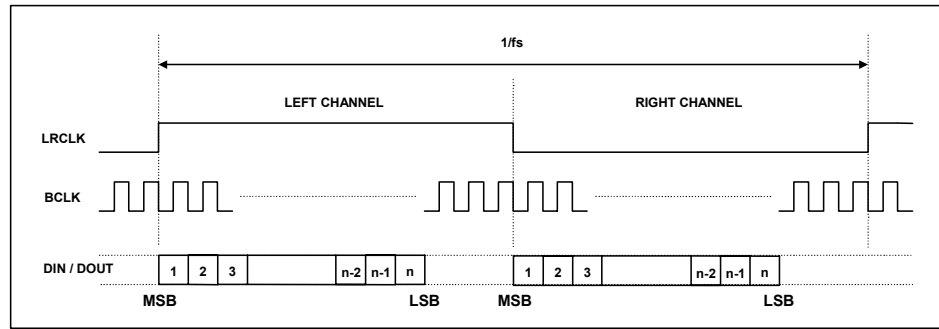 1/fs
LEFT CHANNEL RIGHT CHANNEL
LRCLK
BCLK
DIN / DOUT 1 2 3 n-2 n-1 n 1 2 3 n-2 n-1 n
MSB LSB MSB LSB